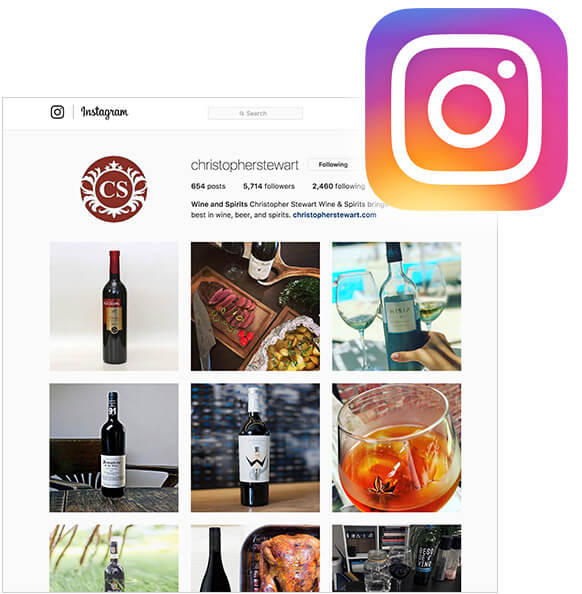 Instagram
Search
christopherstewart Following
654 posts 5,714 followers 2,460 following
Wine and Spirits Christopher Stewart Wine & Spirits bring
best in wine, beer, and spirits. christopherstewart.com
CS
91